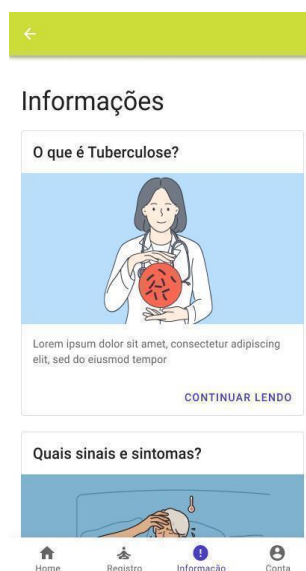 Informações
O que é Tuberculose?
Lorem ipsum dolor sit amet, consectetur adipiscing
elit, sed do eiusmod tempor
CONTINUAR LENDO
Quais sinais e sintomas?
Home Registro Informação Conta